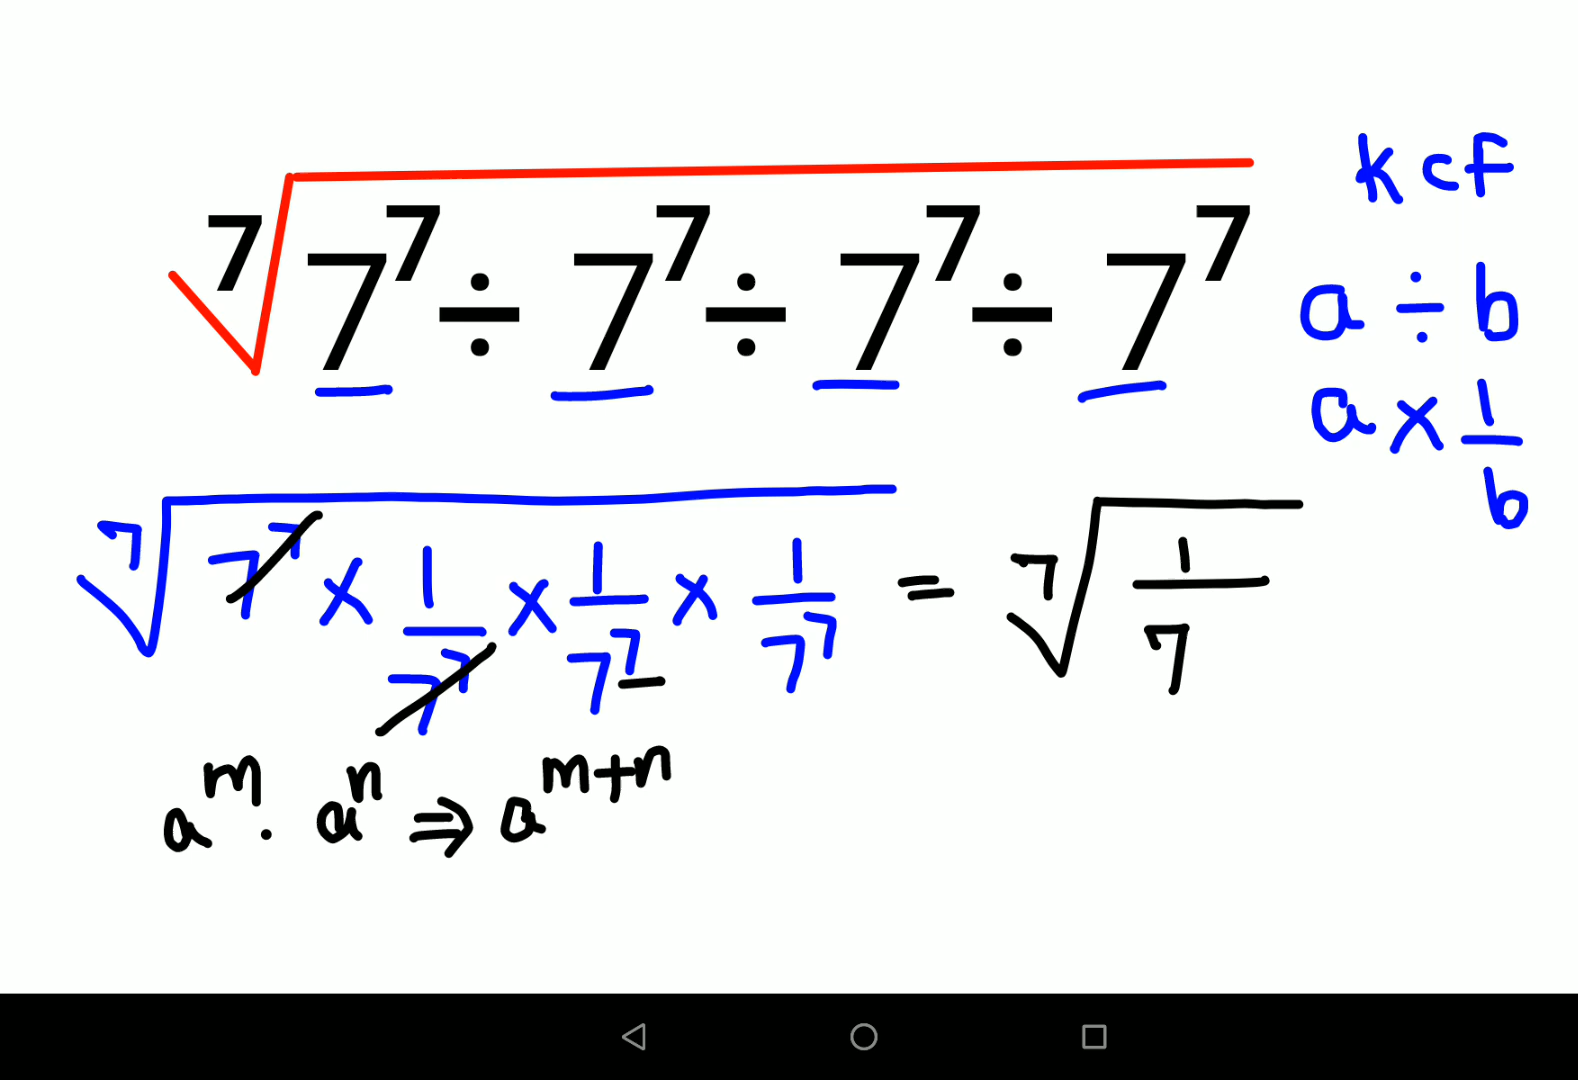 ⁷√(7⁷ ÷ 7⁷ ÷ 7⁷ ÷ 7⁷)
KCF
a ÷ b
a × 1/b
⁷√(7⁷ × 1/7⁷ × 1/7⁷ × 1/7⁷) = ⁷√(1/7)
aᵐ · aⁿ ⇒ aᵐ⁺ⁿ